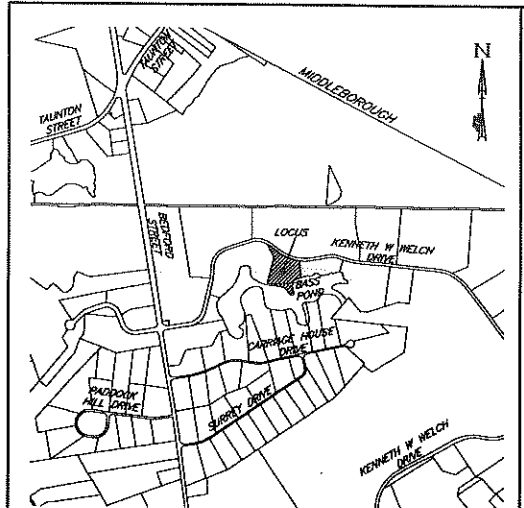 TAUNTON
STREET
N
MIDDLEBOROUGH
TAUNTON
STREET
BEDFORD
STREET
LOCUS
KENNETH W WELCH
DRIVE
BASS
POND
CARRIAGE HOUSE
DRIVE
PADDOCK
HILL DRIVE
SURREY DRIVE
KENNETH W WELCH
DRIVE